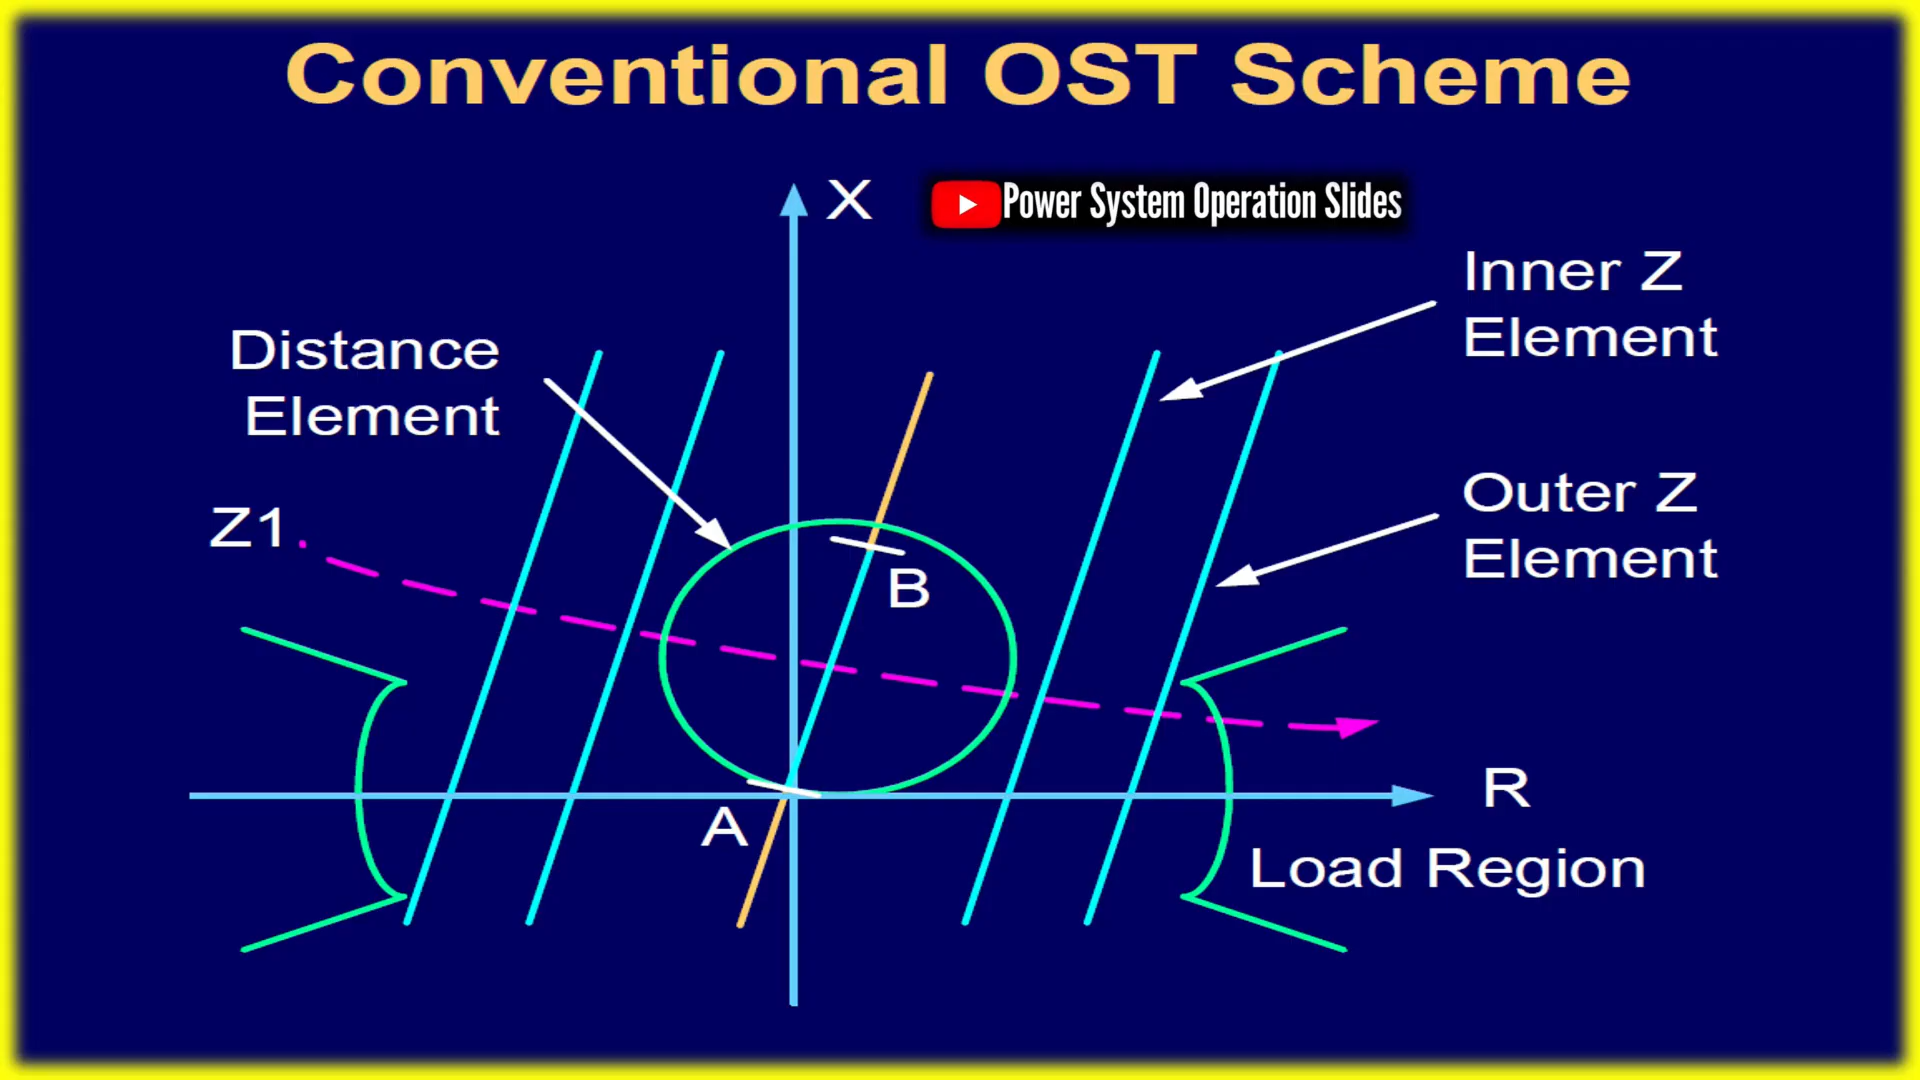 Conventional OST Scheme
X
Power System Operation Slides
Inner Z
Element
Distance
Element
Outer Z
Element
Z1
B
R
A
Load Region